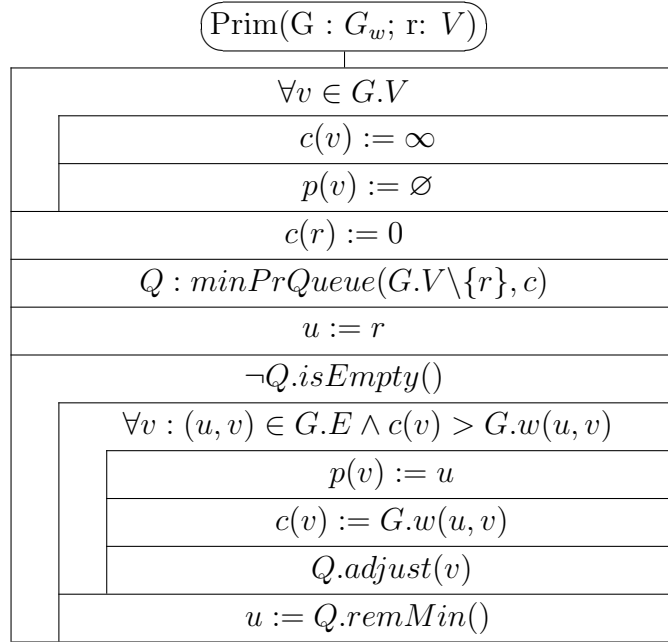 Prim(G : G_w; r: V)
∀v ∈ G.V
c(v) := ∞
p(v) := ∅
c(r) := 0
Q : minPrQueue(G.V\{r}, c)
u := r
¬Q.isEmpty()
∀v : (u, v) ∈ G.E ∧ c(v) > G.w(u, v)
p(v) := u
c(v) := G.w(u, v)
Q.adjust(v)
u := Q.remMin()